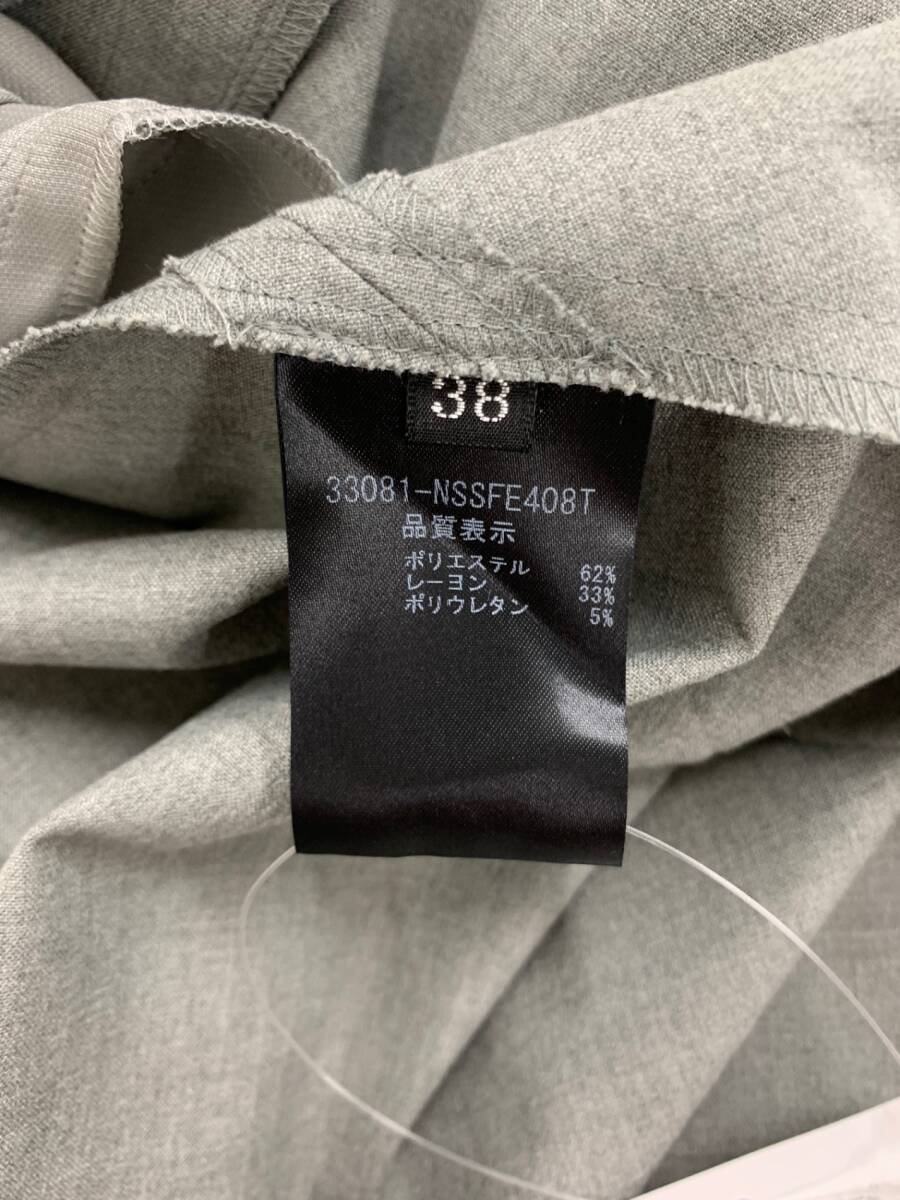 38
33081-NSSFE408T
品質表示
ポリエステル 62%
レーヨン 33%
ポリウレタン 5%